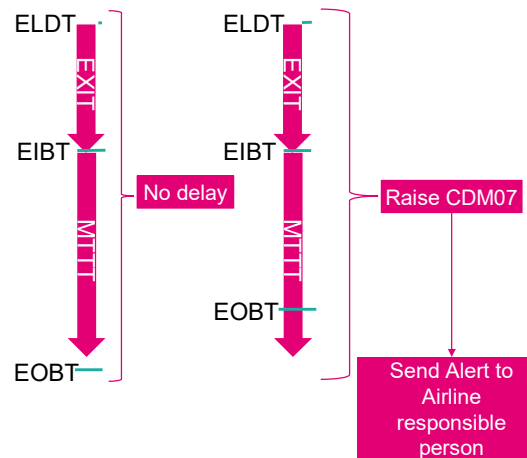 ELDT
EXIT
EIBT
MTTT
EOBT
No delay
ELDT
EXIT
EIBT
MTTT
EOBT
Raise CDM07
Send Alert to
Airline
responsible
person